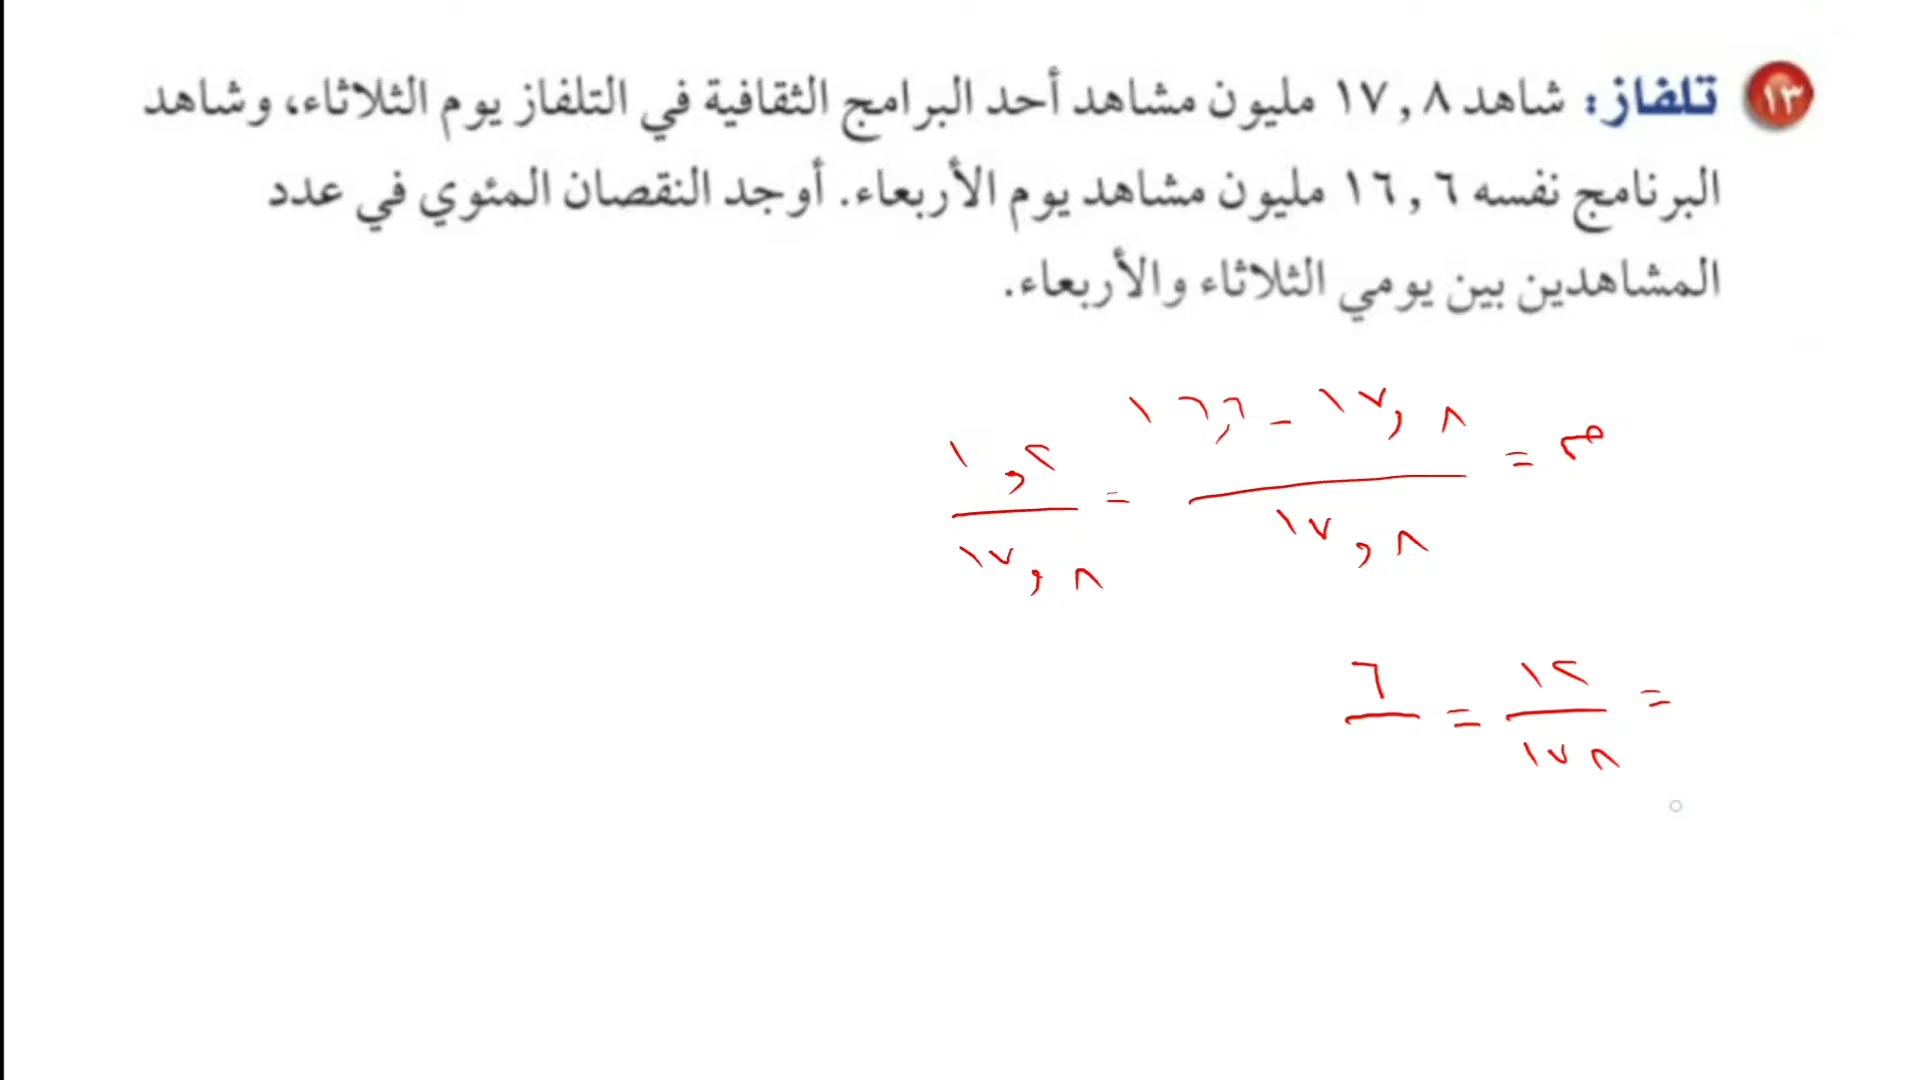 ١٣ تلفاز: شاهد ١٧,٨ مليون مشاهد أحد البرامج الثقافية في التلفاز يوم الثلاثاء، وشاهد
البرنامج نفسه ١٦,٦ مليون مشاهد يوم الأربعاء. أوجد النقصان المئوي في عدد
المشاهدين بين يومي الثلاثاء والأربعاء.
م = (١٧,٨ - ١٦,٦) / ١٧,٨ = ١,٢ / ١٧,٨
= ١٢ / ١٧٨ = ٦ /